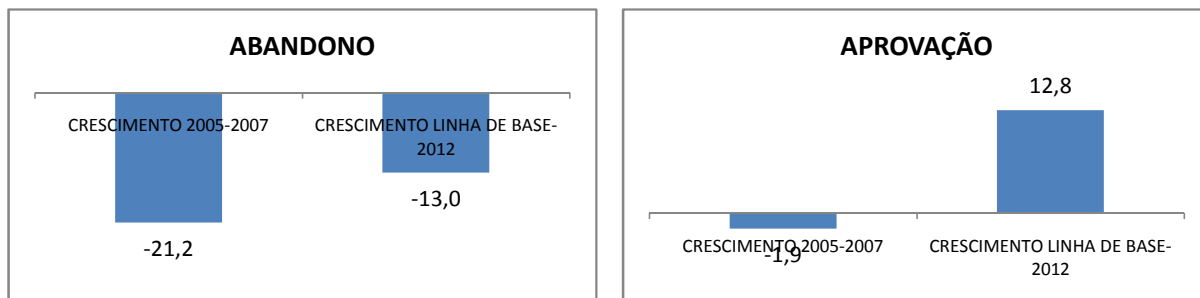 ABANDONO
CRESCIMENTO 2005-2007
CRESCIMENTO LINHA DE BASE-
2012
-13,0
-21,2
APROVAÇÃO
12,8
CRESCIMENTO 2005-2007
-1,9
CRESCIMENTO LINHA DE BASE-
2012